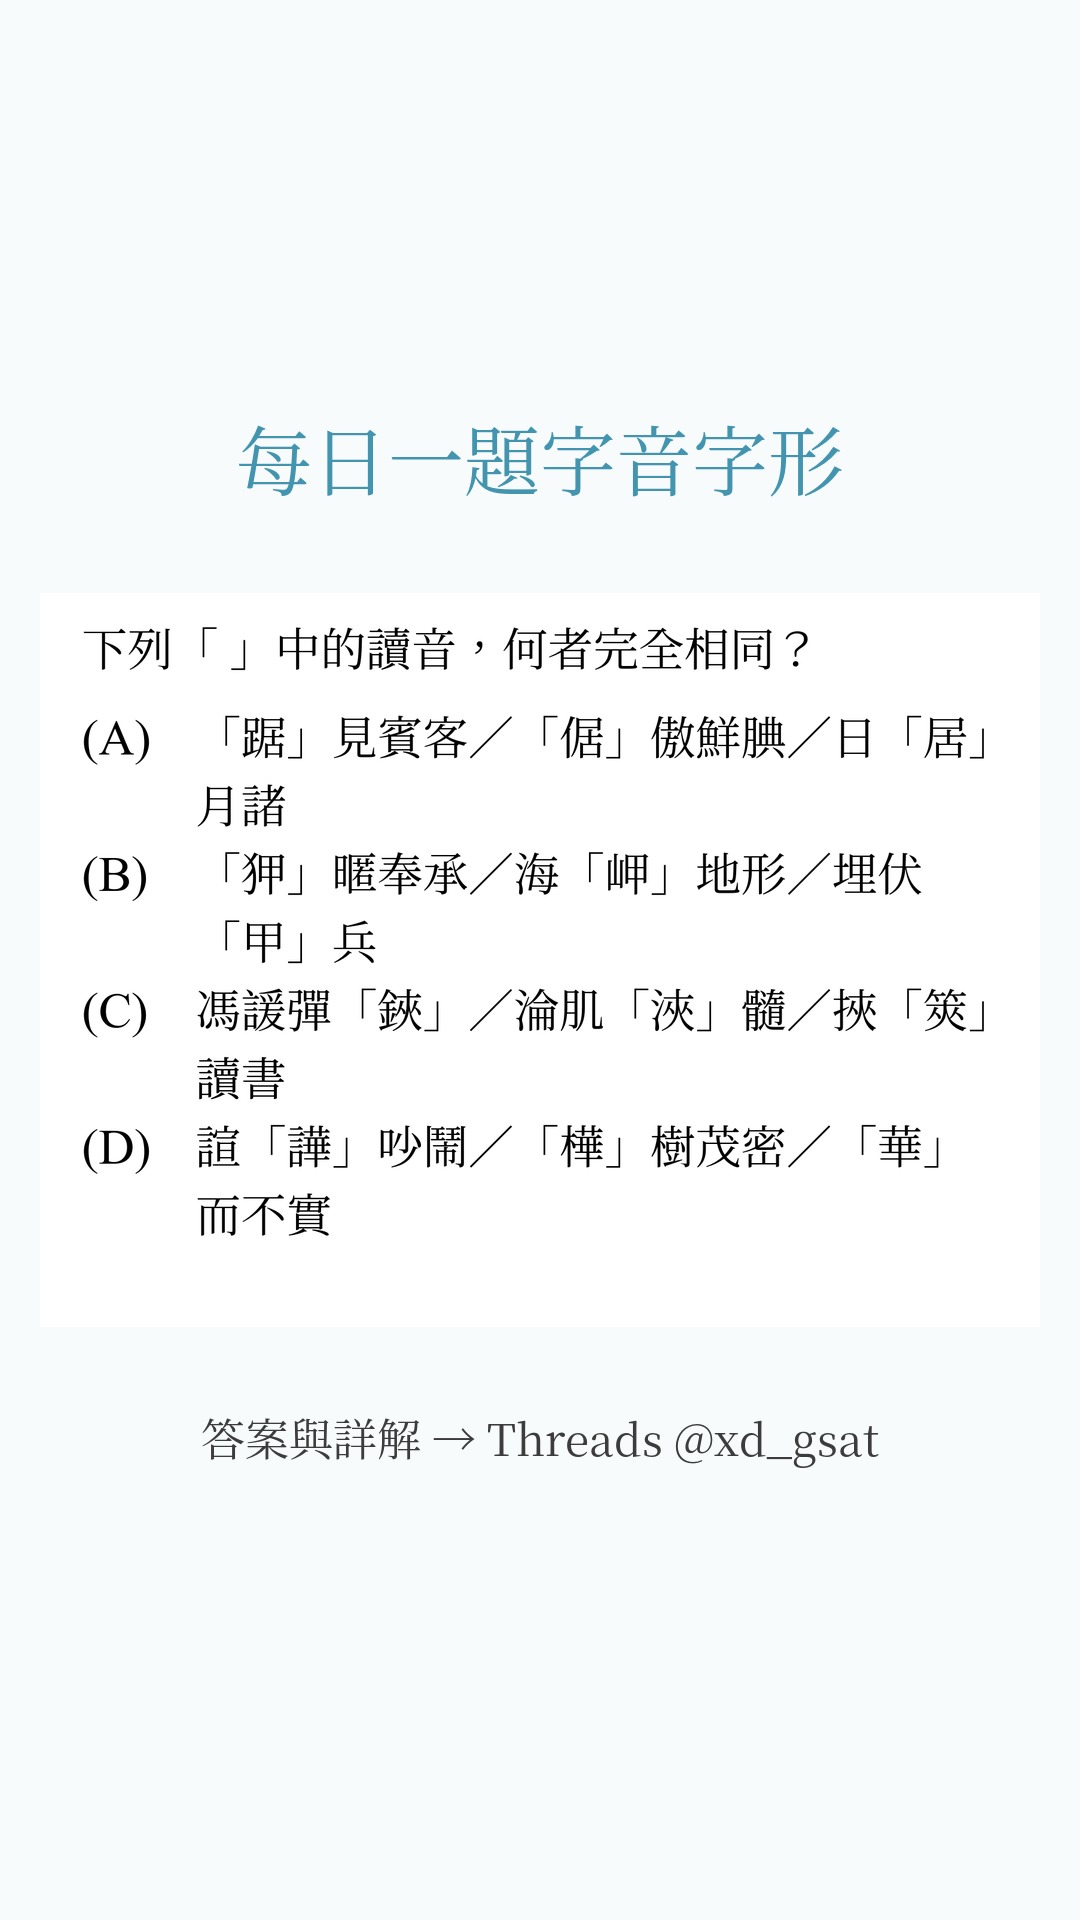 每日一題字音字形
下列「 」中的讀音，何者完全相同？
(A) 「踞」見賓客／「倨」傲鮮腆／日「居」
月諸
(B) 「狎」暱奉承／海「岬」地形／埋伏
「甲」兵
(C) 馮諼彈「鋏」／淪肌「浹」髓／挾「筴」
讀書
(D) 諠「譁」吵鬧／「樺」樹茂密／「華」
而不實
答案與詳解 → Threads @xd_gsat